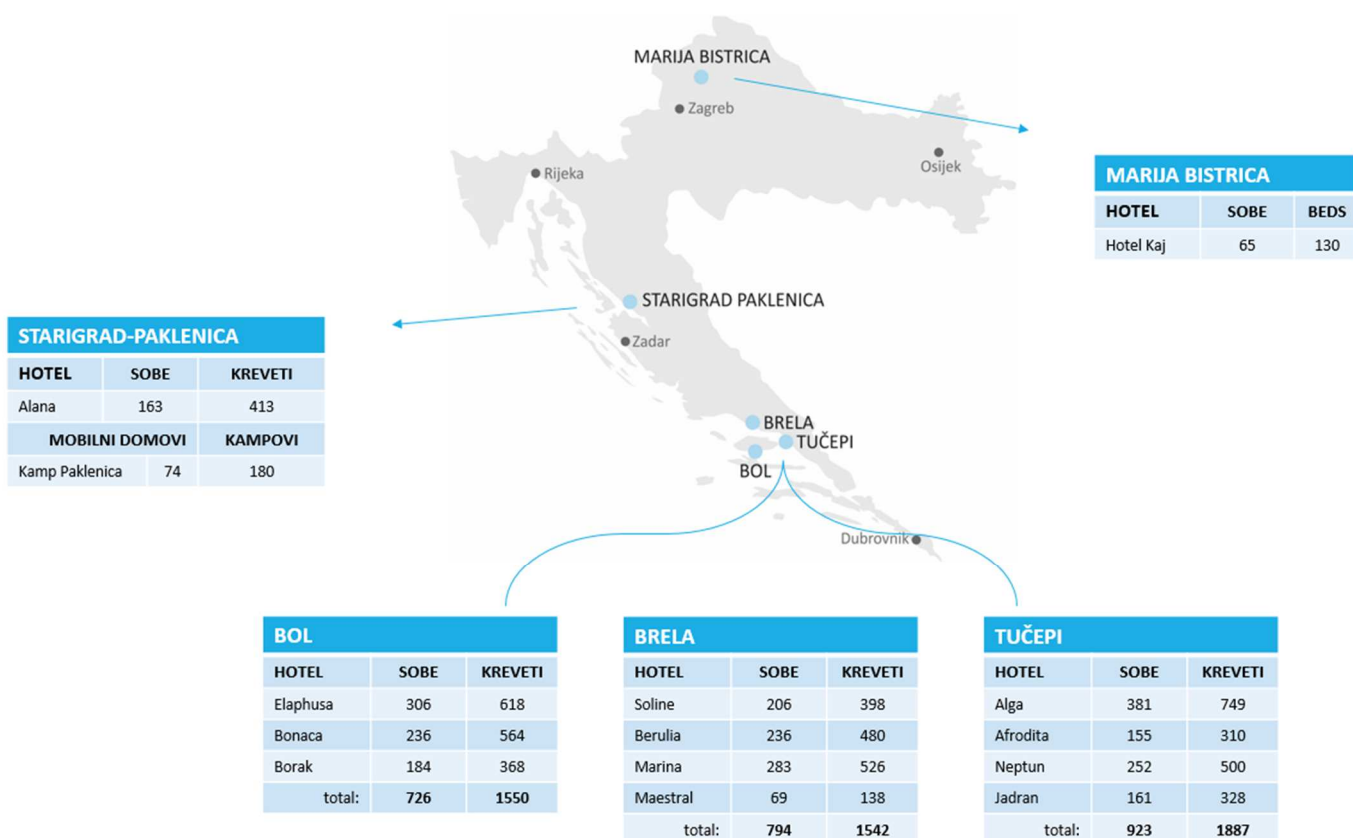 MARIJA BISTRICA
Zagreb
Osijek
Rijeka
STARIGRAD PAKLENICA
Zadar
BRELA
TUČEPI
BOL
Dubrovnik
MARIJA BISTRICA
HOTEL SOBE BEDS
Hotel Kaj 65 130
STARIGRAD-PAKLENICA
HOTEL SOBE KREVETI
Alana 163 413
MOBILNI DOMOVI KAMPOVI
Kamp Paklenica 74 180
BOL
HOTEL SOBE KREVETI
Elaphusa 306 618
Bonaca 236 564
Borak 184 368
total: 726 1550
BRELA
HOTEL SOBE KREVETI
Soline 206 398
Berulia 236 480
Marina 283 526
Maestral 69 138
total: 794 1542
TUČEPI
HOTEL SOBE KREVETI
Alga 381 749
Afrodita 155 310
Neptun 252 500
Jadran 161 328
total: 923 1887